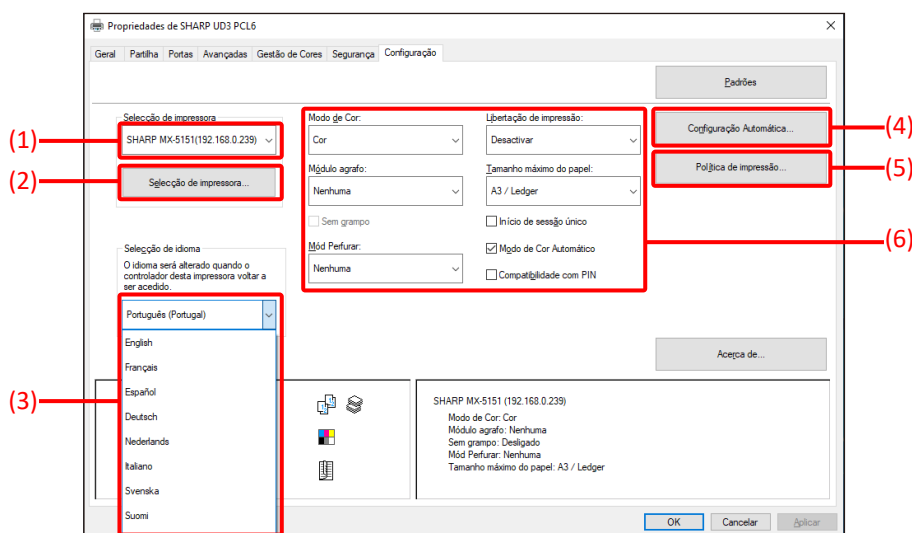 Propriedades de SHARP UD3 PCL6
Geral Partilha Portas Avançadas Gestão de Cores Segurança Configuração
Padrões
Selecção de impressora
SHARP MX-5151(192.168.0.239)
Selecção de impressora...
Modo de Cor:
Cor
Libertação de impressão:
Desactivar
Módulo agrafo:
Nenhuma
Tamanho máximo do papel:
A3 / Ledger
Sem grampo
Início de sessão único
Mód Perfurar:
Nenhuma
Modo de Cor Automático
Compatibilidade com PIN
Configuração Automática...
Política de impressão...
(1)
(2)
(3)
(4)
(5)
(6)
Selecção de idioma
O idioma será alterado quando o
controlador desta impressora voltar a
ser acedido.
Português (Portugal)
English
Français
Español
Deutsch
Nederlands
Italiano
Svenska
Suomi
Acerca de...
SHARP MX-5151 (192.168.0.239)
Modo de Cor: Cor
Módulo agrafo: Nenhuma
Sem grampo: Desligado
Mód Perfurar: Nenhuma
Tamanho máximo do papel: A3 / Ledger
OK Cancelar Aplicar